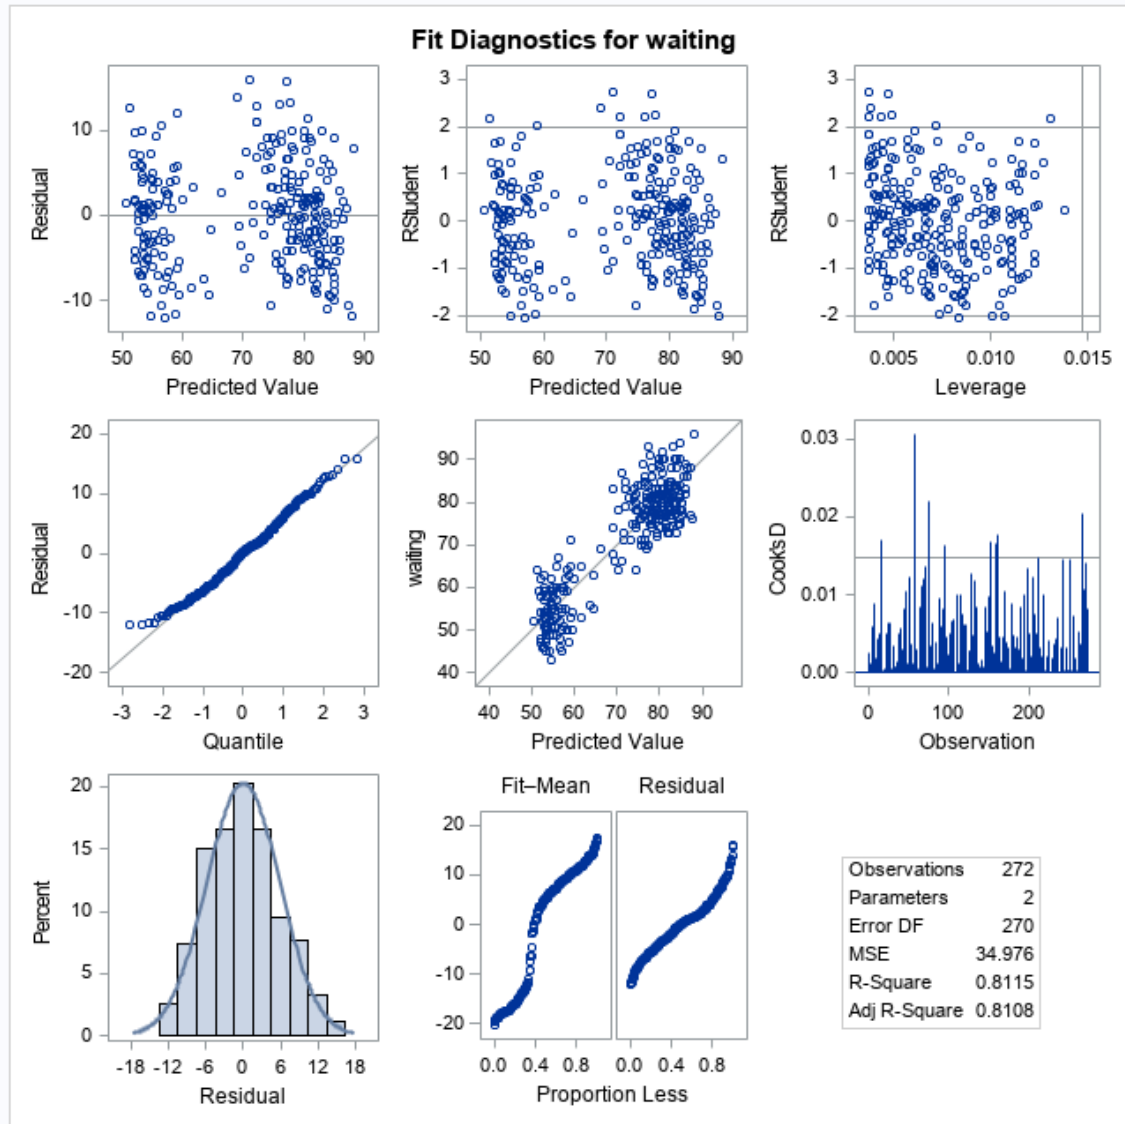 Fit Diagnostics for waiting
Residual
10
0
-10
50 60 70 80 90
Predicted Value
RStudent
3
2
1
0
-1
-2
50 60 70 80 90
Predicted Value
RStudent
3
2
1
0
-1
-2
0.005 0.010 0.015
Leverage
Residual
20
10
0
-10
-20
-3 -2 -1 0 1 2 3
Quantile
waiting
90
80
70
60
50
40
40 50 60 70 80 90
Predicted Value
Cook's D
0.03
0.02
0.01
0.00
0 100 200
Observation
Percent
20
15
10
5
0
-18 -12 -6 0 6 12 18
Residual
Fit–Mean Residual
20
10
0
-10
-20
0.0 0.4 0.8 0.0 0.4 0.8
Proportion Less
Observations 272
Parameters 2
Error DF 270
MSE 34.976
R-Square 0.8115
Adj R-Square 0.8108